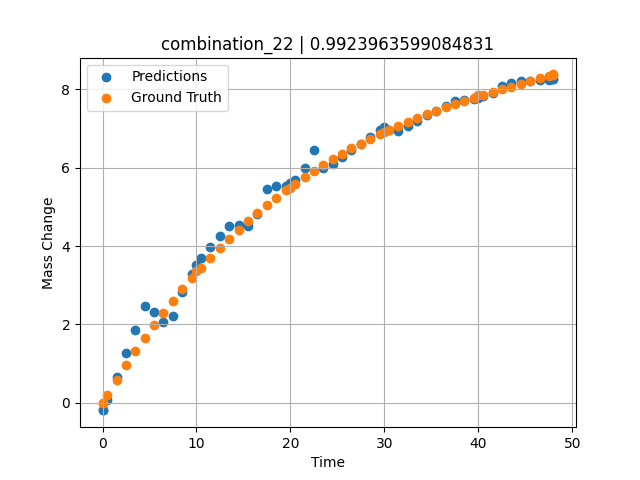 combination_22 | 0.9923963599084831
Predictions
Ground Truth
8
6
4
2
0
Mass Change
0 10 20 30 40 50
Time